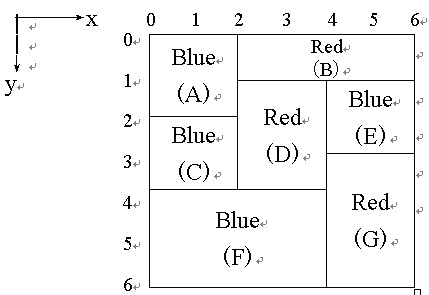 x
y
0 1 2 3 4 5 6
0
1
2
3
4
5
6
Blue
(A)
Red
(B)
Blue
(C)
Red
(D)
Blue
(E)
Blue
(F)
Red
(G)